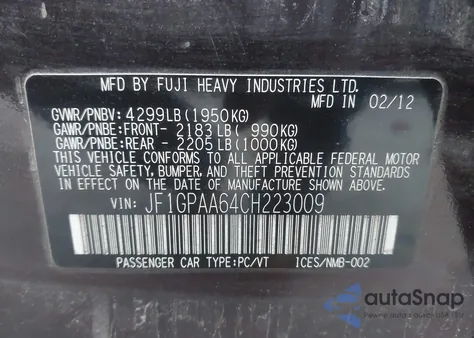 MFD BY FUJI HEAVY INDUSTRIES LTD.
MFD IN 02/12
GVWR/PNBV: 4299LB(1950KG)
GAWR/PNBE:FRONT- 2183LB( 990KG)
GAWR/PNBE:REAR - 2205LB(1000KG)
THIS VEHICLE CONFORMS TO ALL APPLICABLE FEDERAL MOTOR
VEHICLE SAFETY, BUMPER, AND THEFT PREVENTION STANDARDS
IN EFFECT ON THE DATE OF MANUFACTURE SHOWN ABOVE.
VIN: JF1GPAA64CH223009
PASSENGER CAR TYPE:PC/VT ICES/NMB-002
autoSnap